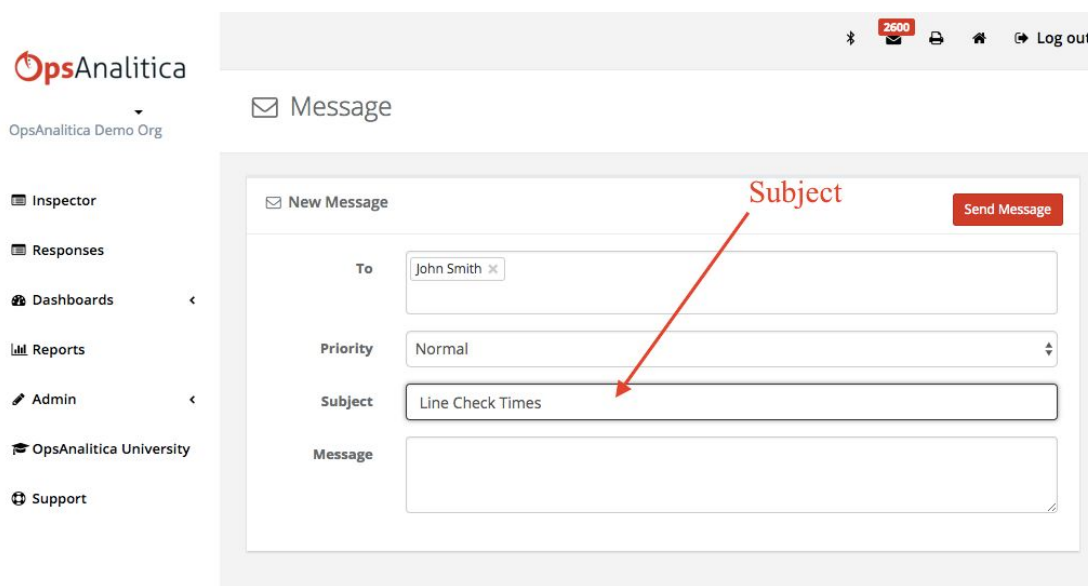 2600
Log out
OpsAnalitica
OpsAnalitica Demo Org
Message
Inspector
Responses
Dashboards
Reports
Admin
OpsAnalitica University
Support
New Message
Subject
Send Message
To
John Smith ×
Priority
Normal
Subject
Line Check Times
Message